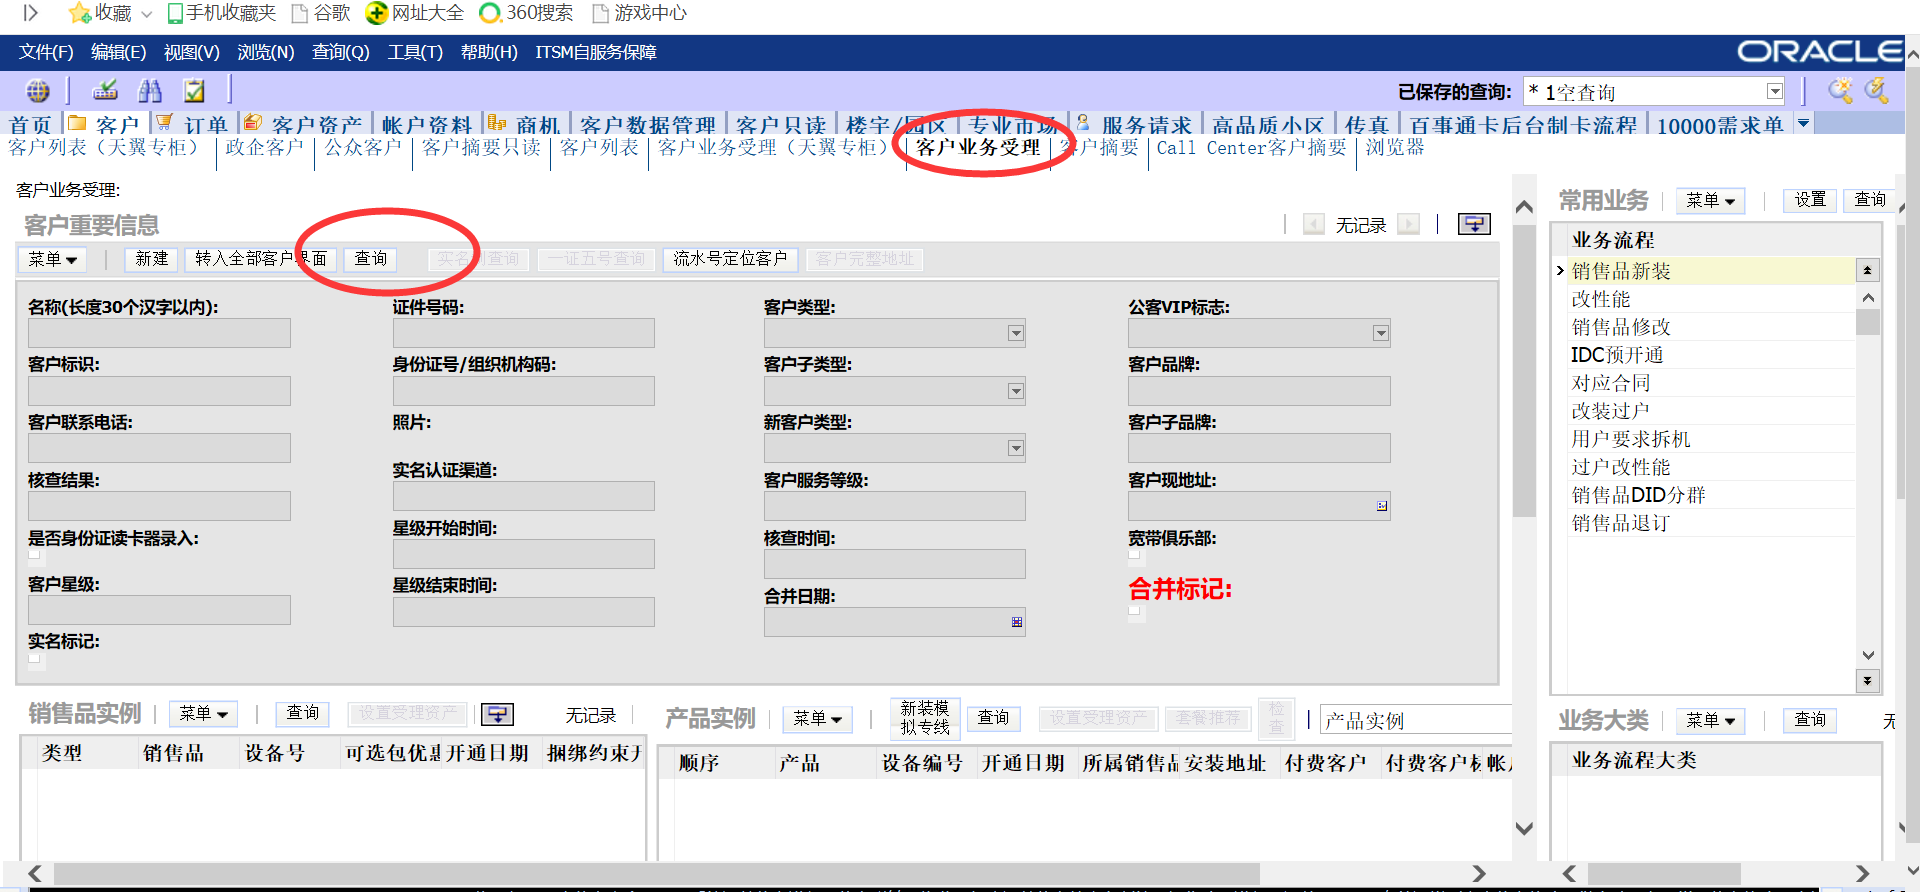 收藏 手机收藏夹 谷歌 网址大全 360搜索 游戏中心
文件(F) 编辑(E) 视图(V) 浏览(N) 查询(Q) 工具(T) 帮助(H) ITSM自服务保障 ORACLE
已保存的查询: * 1空查询
首页 客户 订单 客户资产 帐户资料 商机 客户数据管理 客户只读 楼宇/园区 专业市场 服务请求 高品质小区 传真 百事通卡后台制卡流程 10000需求单
客户列表（天翼专柜） 政企客户 公众客户 客户摘要只读 客户列表 客户业务受理（天翼专柜） 客户业务受理 客户摘要 Call Center客户摘要 浏览器
客户业务受理:
客户重要信息 无记录
菜单 新建 转入全部客户界面 查询 实名制查询 一证五号查询 流水号定位客户 客户完整地址
名称(长度30个汉字以内): 证件号码: 客户类型: 公客VIP标志:
客户标识: 身份证号/组织机构码: 客户子类型: 客户品牌:
客户联系电话: 照片: 新客户类型: 客户子品牌:
核查结果: 实名认证渠道: 客户服务等级: 客户现地址:
是否身份证读卡器录入: 星级开始时间: 核查时间: 宽带俱乐部:
客户星级: 星级结束时间: 合并日期: 合并标记:
实名标记:
常用业务 菜单 设置 查询
业务流程
销售品新装
改性能
销售品修改
IDC预开通
对应合同
改装过户
用户要求拆机
过户改性能
销售品DID分群
销售品退订
销售品实例 菜单 查询 设置受理资产 无记录
类型 销售品 设备号 可选包优惠 开通日期 捆绑约束开
产品实例 菜单 新装模拟专线 查询 设置受理资产 套餐推荐 检查 产品实例
顺序 产品 设备编号 开通日期 所属销售品 安装地址 付费客户 付费客户标 帐户
业务大类 菜单 查询 无
业务流程大类